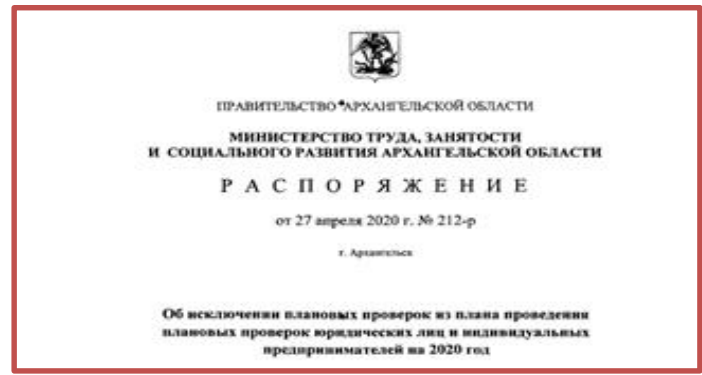 ПРАВИТЕЛЬСТВО АРХАНГЕЛЬСКОЙ ОБЛАСТИ
МИНИСТЕРСТВО ТРУДА, ЗАНЯТОСТИ
И СОЦИАЛЬНОГО РАЗВИТИЯ АРХАНГЕЛЬСКОЙ ОБЛАСТИ
Р А С П О Р Я Ж Е Н И Е
от 27 апреля 2020 г. № 212-р
г. Архангельск
Об исключении плановых проверок из плана проведения
плановых проверок юридических лиц и индивидуальных
предпринимателей на 2020 год